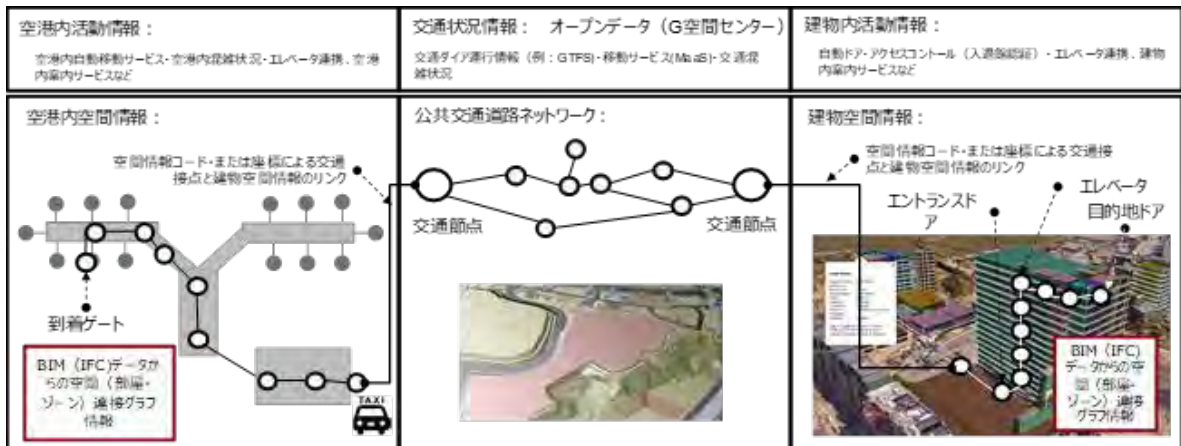 空港内活動情報：
空港内自動移動サービス・空港内混雑状況・エレベータ連携．空港
内案内サービスなど
交通状況情報：　オープンデータ（G空間センター）
交通ダイア運行情報（例：GTFS）・移動サービス(MaaS)・交通混
雑状況
建物内活動情報：
自動ドア・アクセスコントロール（入退館認証）・エレベータ連携．建物
内案内サービスなど
空港内空間情報：
空間情報コード・または座標による交通
接点と建物空間情報のリンク
到着ゲート
BIM（IFC)データか
らの空間（部屋・
ゾーン）連接グラフ
情報
TAXI
公共交通道路ネットワーク：
交通節点
交通節点
建物空間情報：
空間情報コード・または座標による交通接
点と建物空間情報のリンク
エレベータ
エントランスド
ア
目的地ドア
BIM（IFC)
データからの空
間（部屋・
ゾーン）連接
グラフ情報